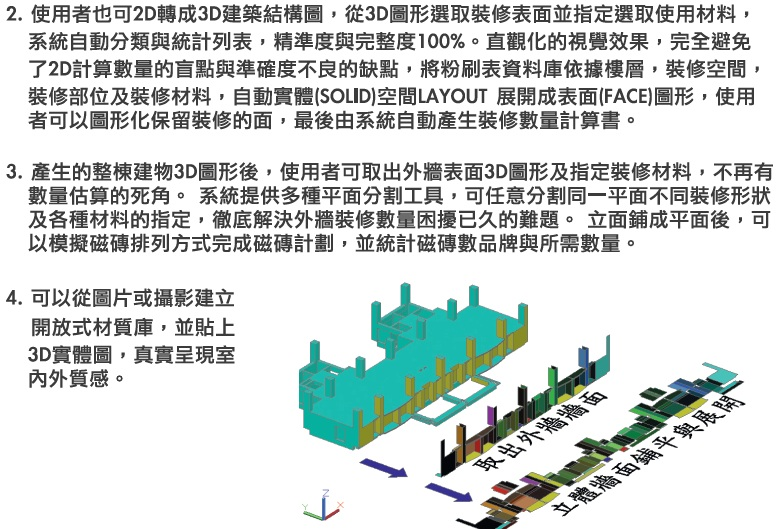 2. 使用者也可2D轉成3D建築結構圖，從3D圖形選取裝修表面並指定選取使用材料，
系統自動分類與統計列表，精準度與完整度100%。直觀化的視覺效果，完全避免
了2D計算數量的盲點與準確度不良的缺點，將粉刷表資料庫依據樓層，裝修空間，
裝修部位及裝修材料，自動實體(SOLID)空間LAYOUT 展開成表面(FACE)圖形，使用
者可以圖形化保留裝修的面，最後由系統自動產生裝修數量計算書。
3. 產生的整棟建物3D圖形後，使用者可取出外牆表面3D圖形及指定裝修材料，不再有
數量估算的死角。 系統提供多種平面分割工具，可任意分割同一平面不同裝修形狀
及各種材料的指定，徹底解決外牆裝修數量困擾已久的難題。 立面鋪成平面後，可
以模擬磁磚排列方式完成磁磚計劃，並統計磁磚數品牌與所需數量。
4. 可以從圖片或攝影建立
開放式材質庫，並貼上
3D實體圖，真實呈現室
內外質感。
取出外牆牆面
立體牆面鋪平與展開
Z
Y
X